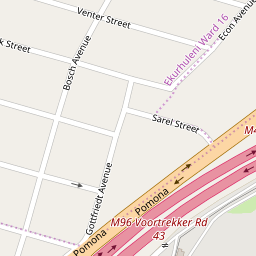 Venter Street
Econ Avenue
Bosch Avenue
k Street
Ekurhuleni Ward 16
Sarel Street
M4
Gottfriedt Avenue
Pomona
Pomona
M96 Voortrekker Rd
43